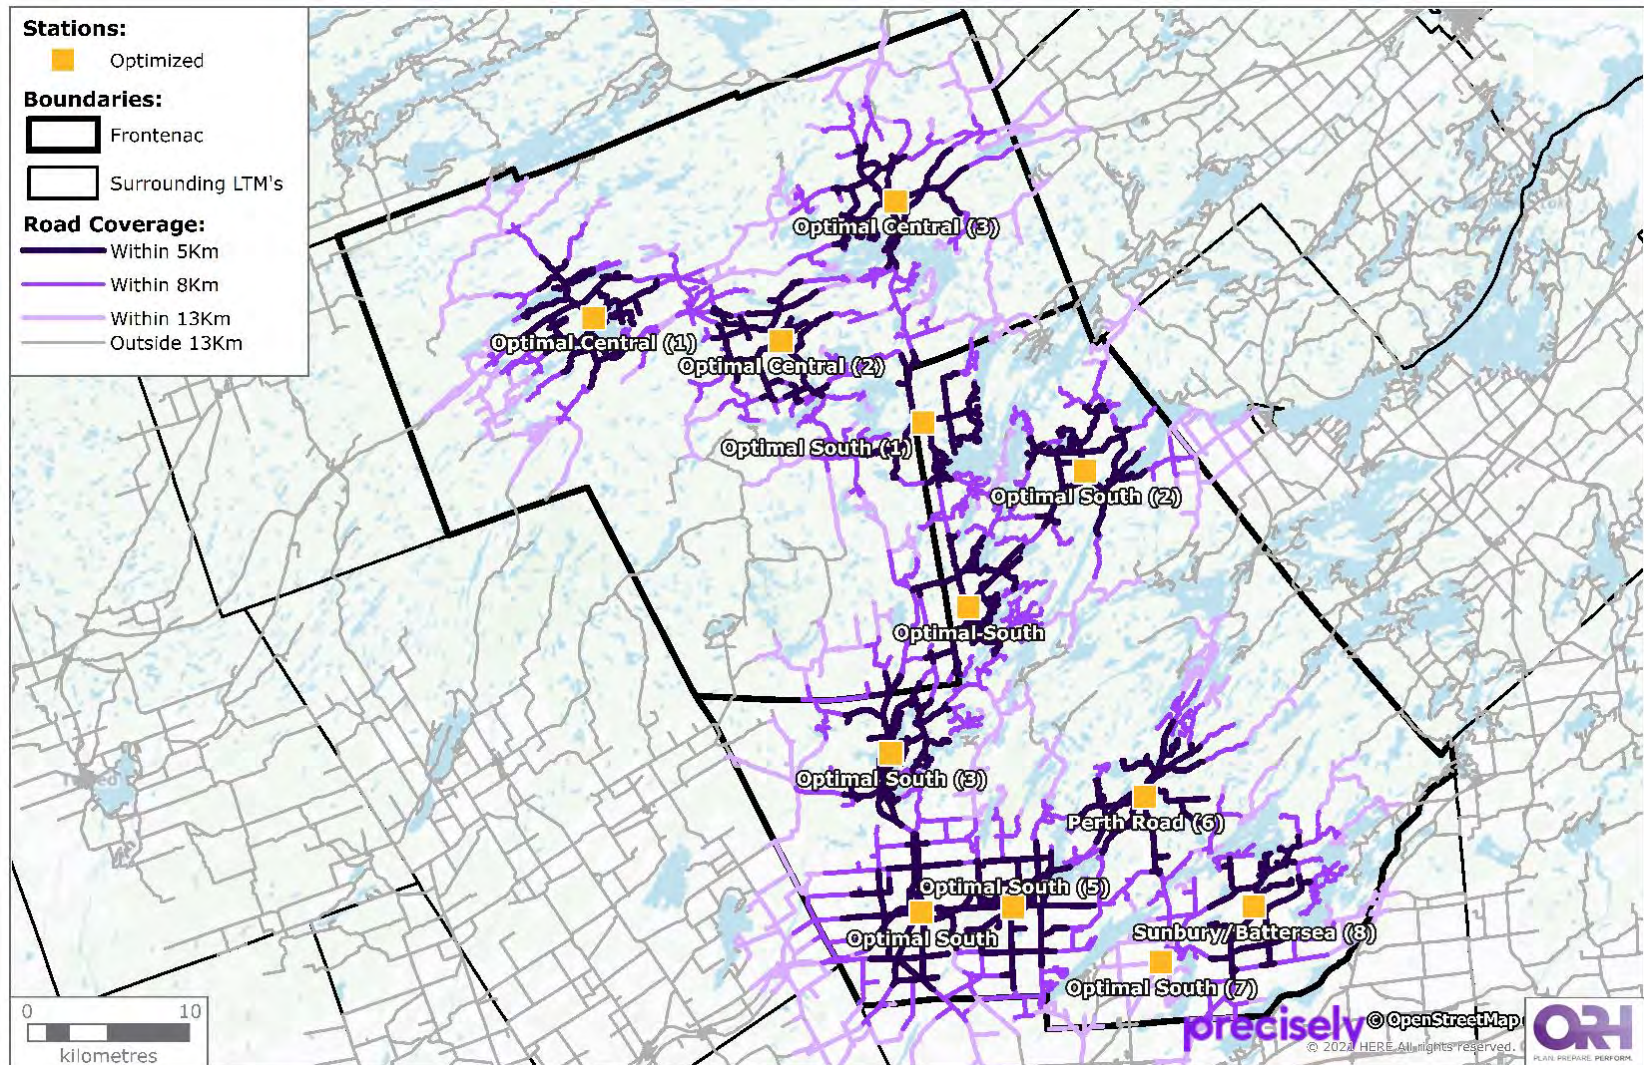 Stations:
Optimized
Boundaries:
Frontenac
Surrounding LTM's
Road Coverage:
Within 5Km
Within 8Km
Within 13Km
Outside 13Km
Optimal Central (3)
Optimal Central (1)
Optimal Central (2)
Optimal South (1)
Optimal South (2)
Optimal South
Optimal South (3)
Perth Road (6)
Optimal South (5)
Optimal South
Sunbury/Battersea (8)
Optimal South (7)
0 10
kilometres
precisely © OpenStreetMap
© 2021 HERE All rights reserved.
ORH
PLAN. PREPARE. PERFORM.